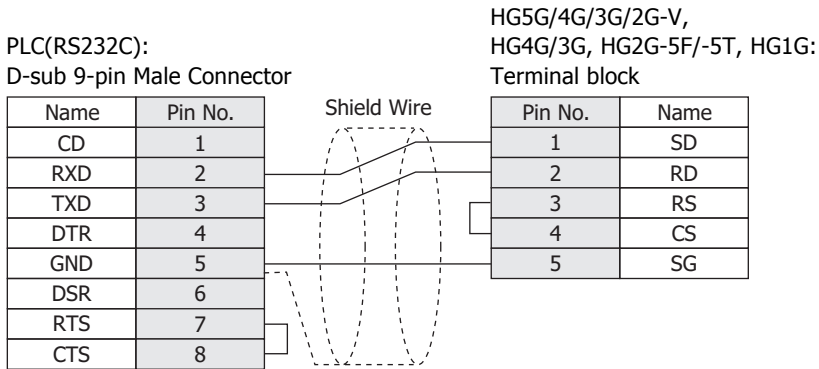 HG5G/4G/3G/2G-V,
PLC(RS232C): HG4G/3G, HG2G-5F/-5T, HG1G:
D-sub 9-pin Male Connector Terminal block
Name Pin No. Shield Wire Pin No. Name
CD 1 1 SD
RXD 2 2 RD
TXD 3 3 RS
DTR 4 4 CS
GND 5 5 SG
DSR 6
RTS 7
CTS 8